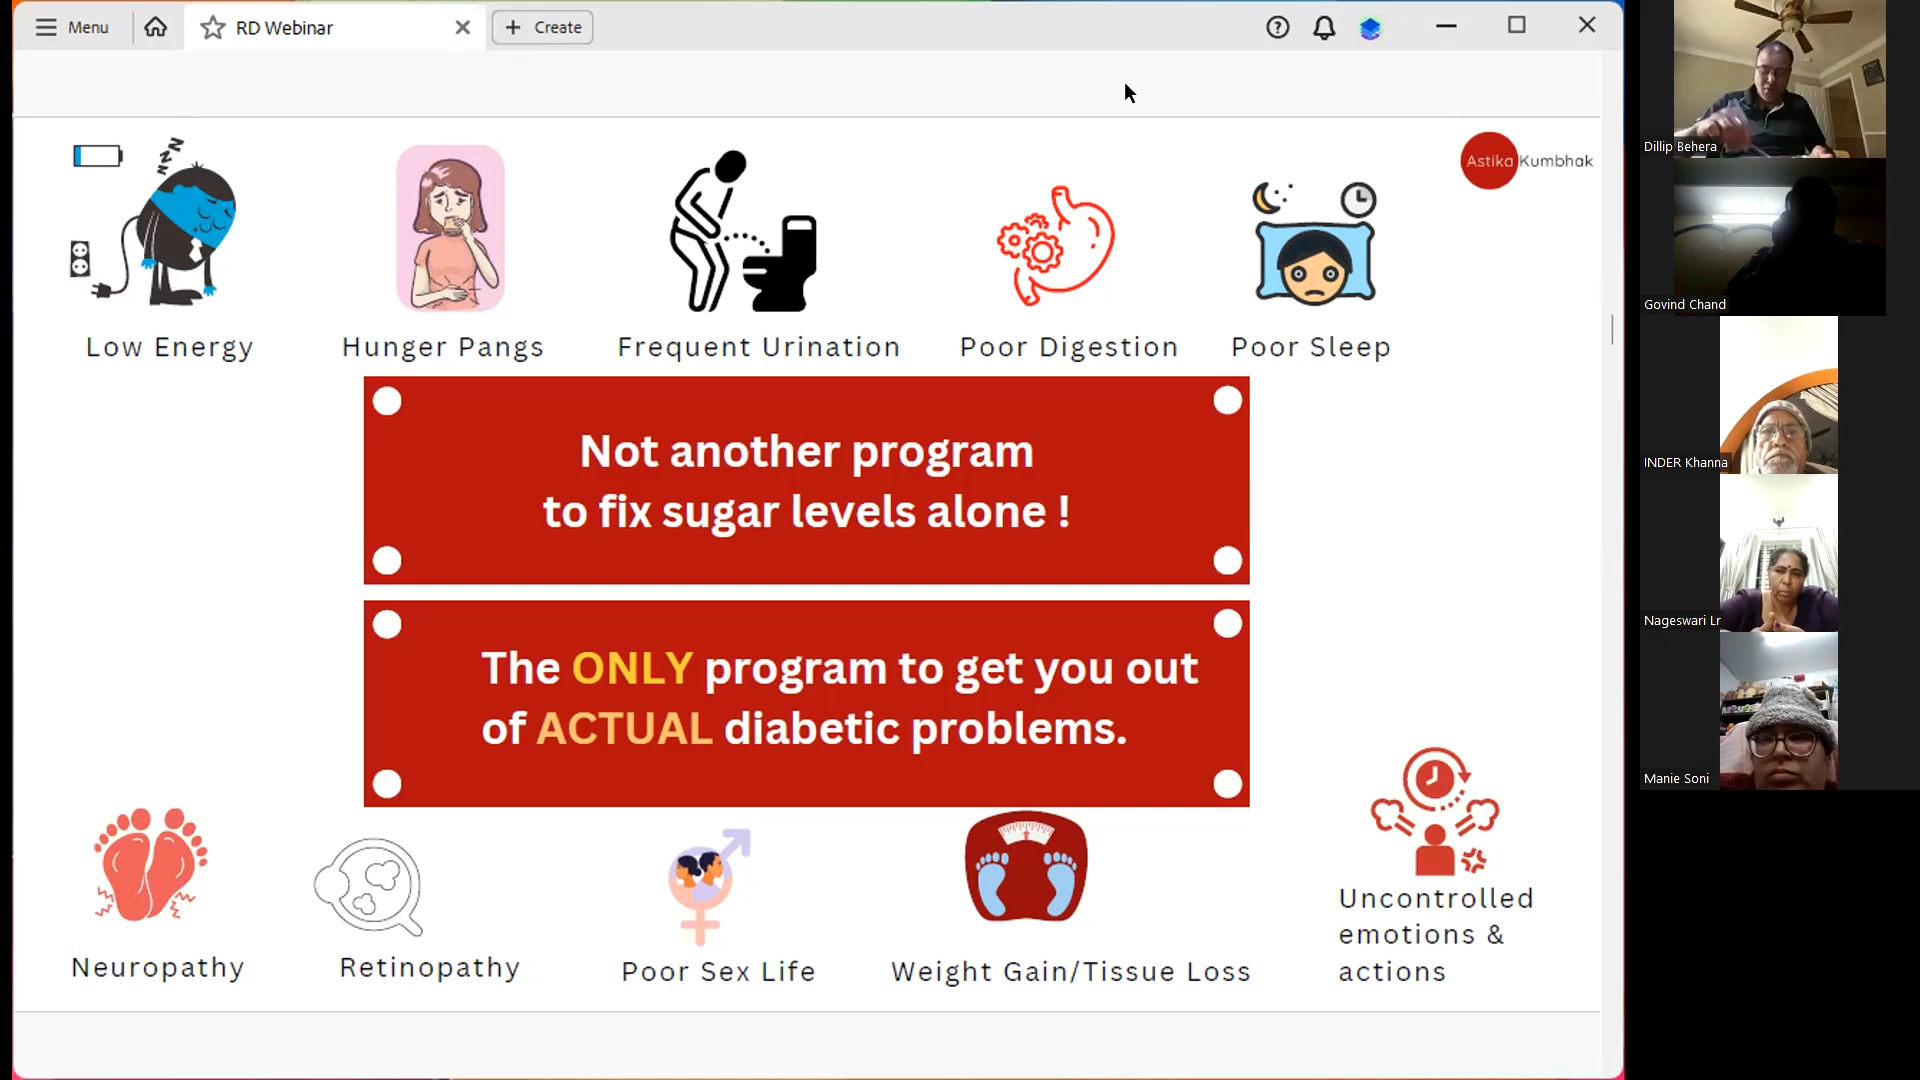 Menu
RD Webinar
Create
Astika Kumbhak
zzz
Low Energy
Hunger Pangs
Frequent Urination
Poor Digestion
Poor Sleep
Not another program
to fix sugar levels alone !
The ONLY program to get you out
of ACTUAL diabetic problems.
Neuropathy
Retinopathy
Poor Sex Life
Weight Gain/Tissue Loss
Uncontrolled
emotions &
actions
Dillip Behera
Govind Chand
INDER Khanna
Nageswari Lr
Manie Soni